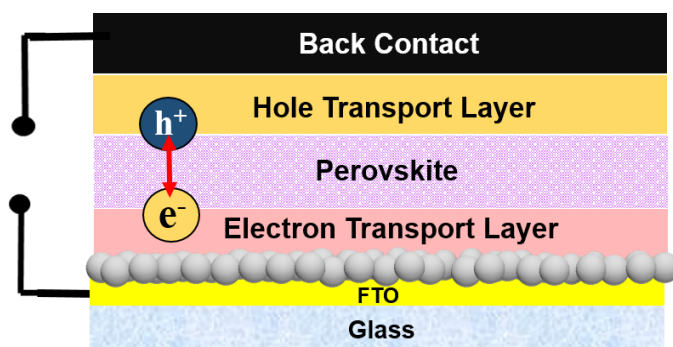 Back Contact
Hole Transport Layer
h⁺
Perovskite
e⁻
Electron Transport Layer
FTO
Glass